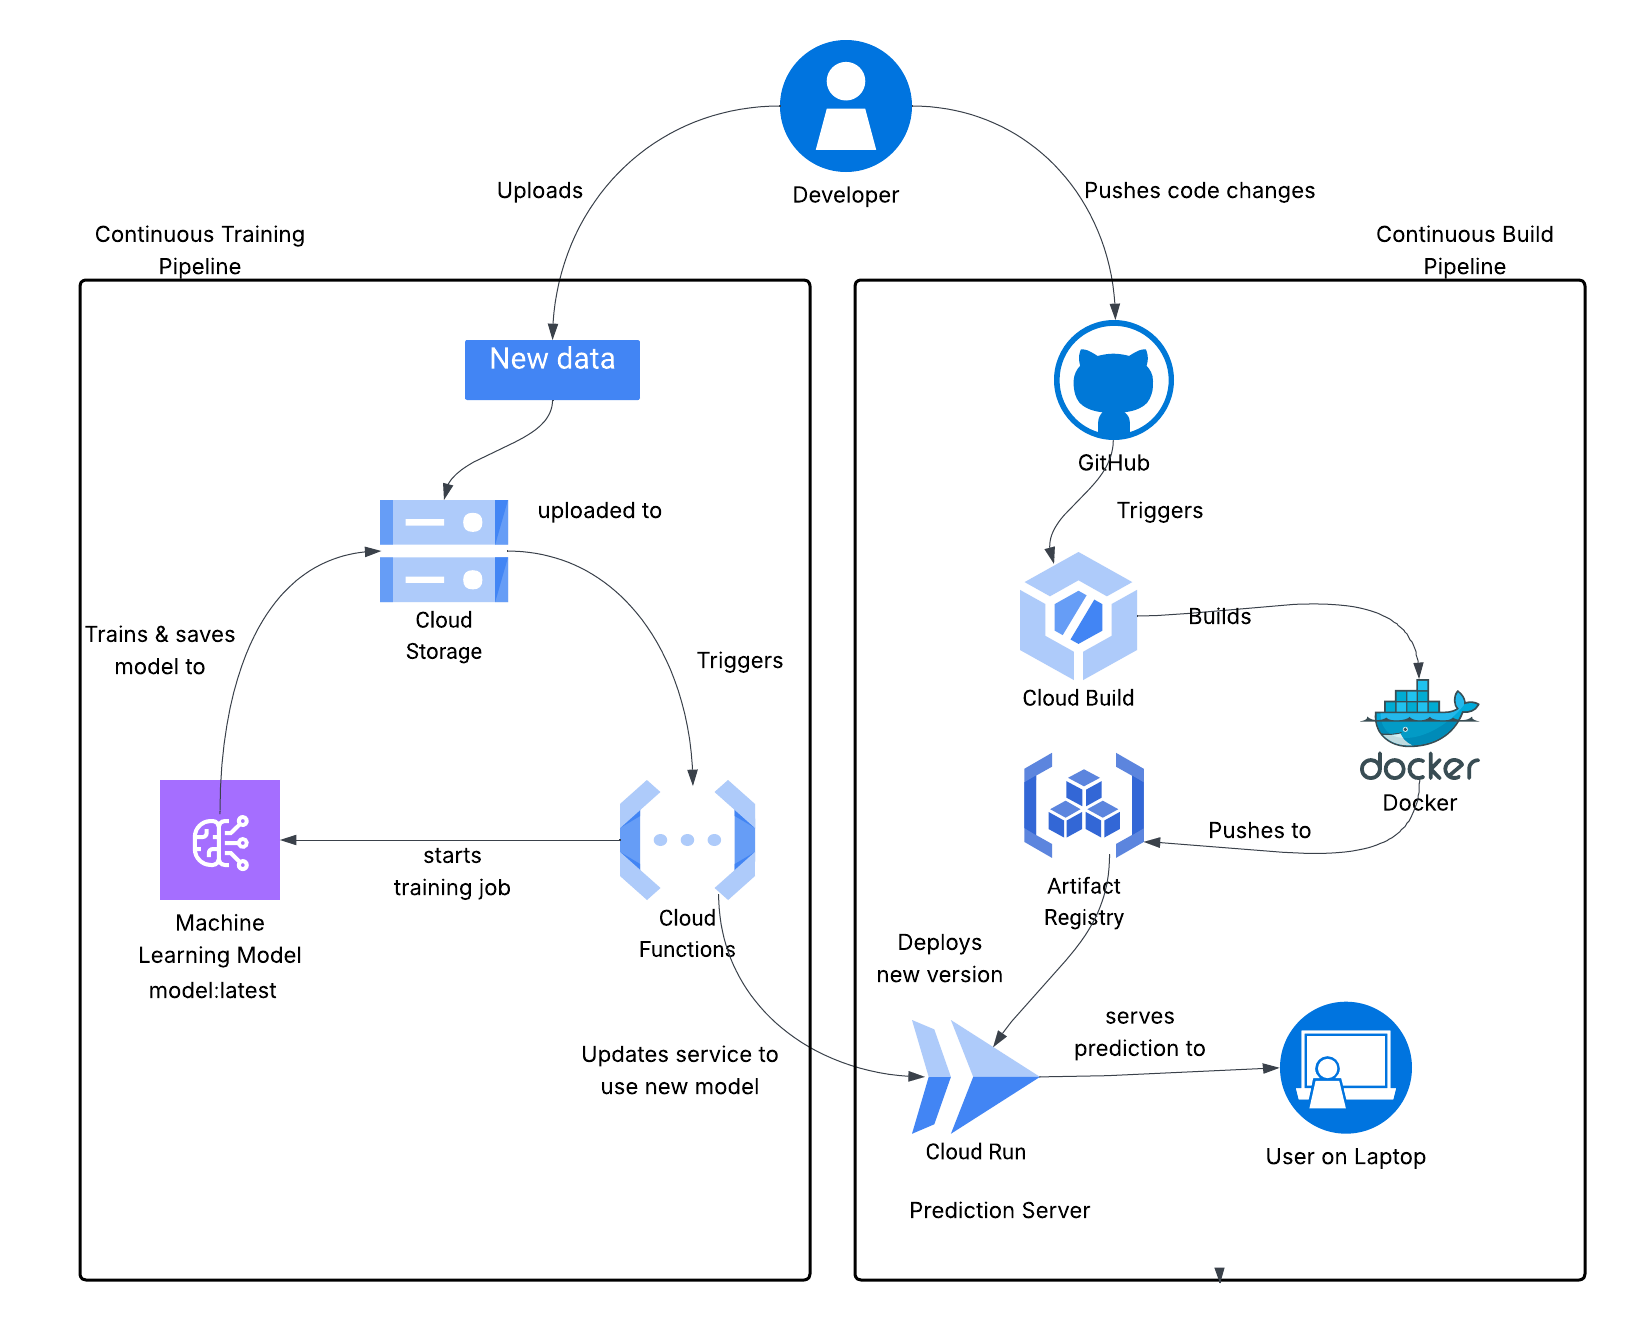 Developer
Uploads
Pushes code changes
Continuous Training
Pipeline
Continuous Build
Pipeline
New data
GitHub
uploaded to
Triggers
Cloud
Storage
Builds
Trains & saves
model to
Triggers
Cloud Build
docker
Docker
Pushes to
starts
training job
Artifact
Registry
Machine
Learning Model
model:latest
Cloud
Functions
Deploys
new version
serves
prediction to
Updates service to
use new model
Cloud Run
User on Laptop
Prediction Server